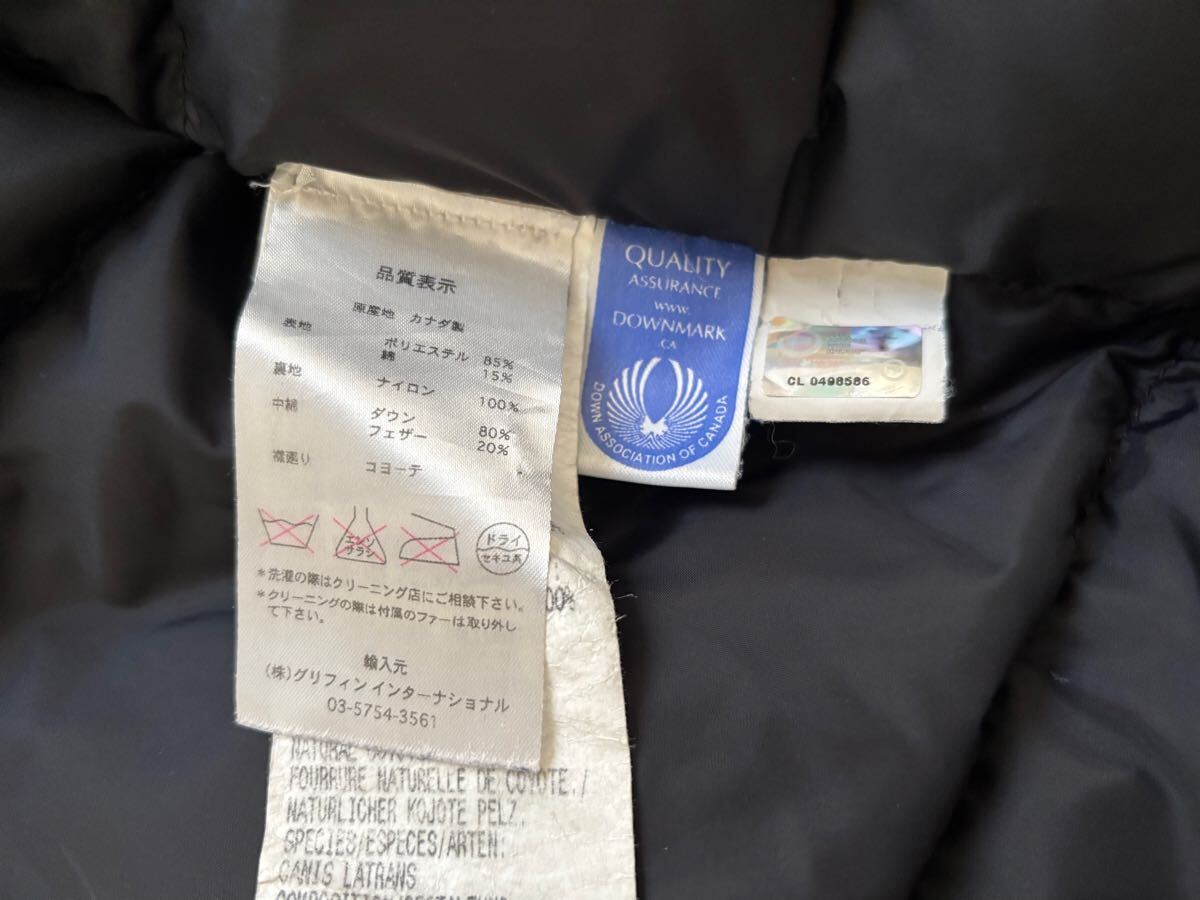 品質表示
原産地 カナダ製
表地 ポリエステル 85%
綿 15%
裏地 ナイロン 100%
中綿 ダウン 80%
フェザー 20%
襟廻り コヨーテ
エンソ
サラシ
ドライ
セキユ系
*洗濯の際はクリーニング店にご相談下さい。
*クリーニングの際は付属のファーは取り外し
て下さい。
輸入元
(株)グリフィン インターナショナル
03-5754-3561
QUALITY
ASSURANCE
www.
DOWNMARK
.CA
DOWN ASSOCIATION OF CANADA
CL 0498586
00%
NATURAL
FOURRURE NATURELLE DE COYOTE./
NATURLICHER KOJOTE PELZ.
SPECIES/ESPECES/ARTEN:
CANIS LATRANS